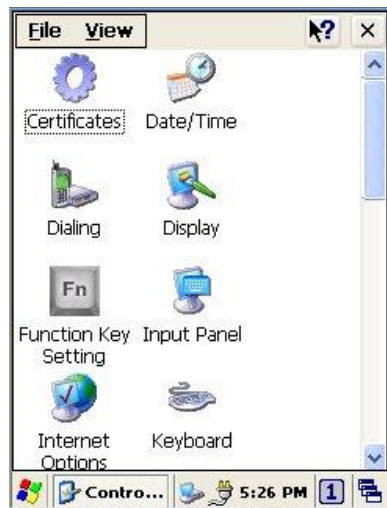 File View ?
Certificates Date/Time
Dialing Display
Fn
Function Key Setting Input Panel
Internet Options Keyboard
Contro... 5:26 PM 1